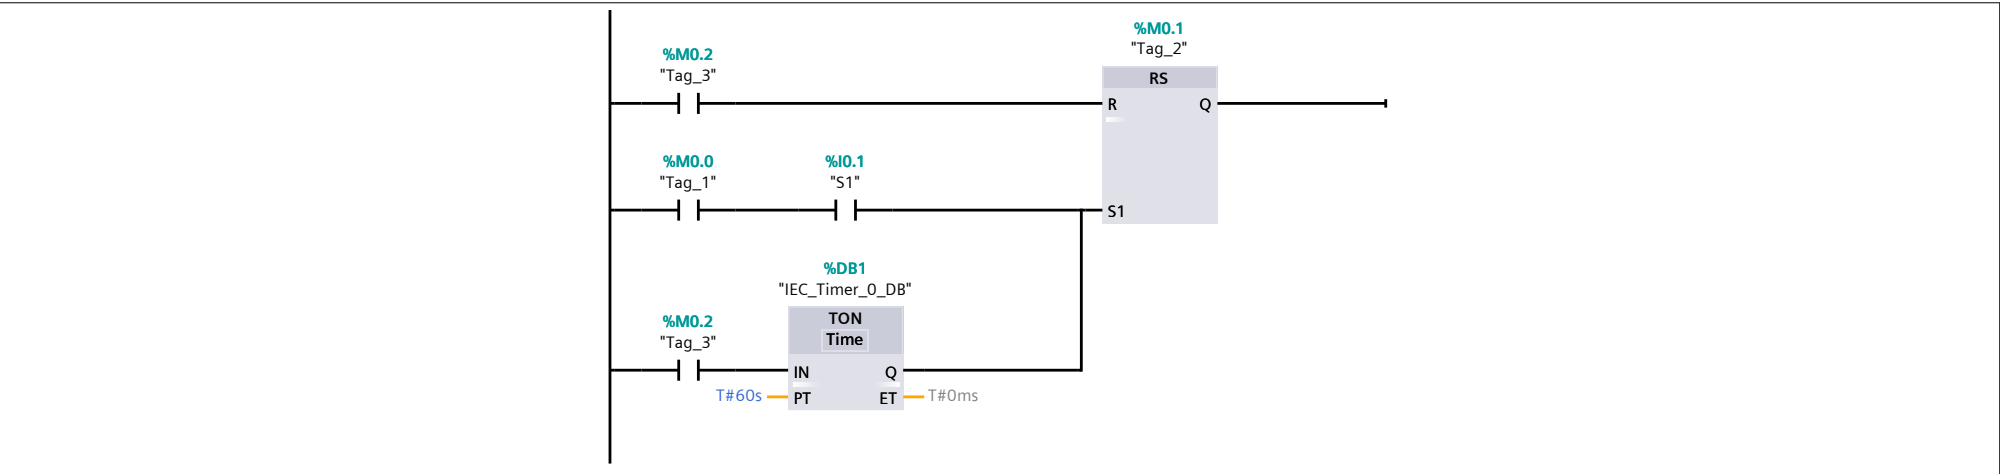 %M0.1
"Tag_2"
%M0.2
"Tag_3"
RS
R
Q
%M0.0
"Tag_1"
%I0.1
"S1"
S1
%DB1
"IEC_Timer_0_DB"
TON
Time
%M0.2
"Tag_3"
IN
Q
T#60s
PT
ET
T#0ms